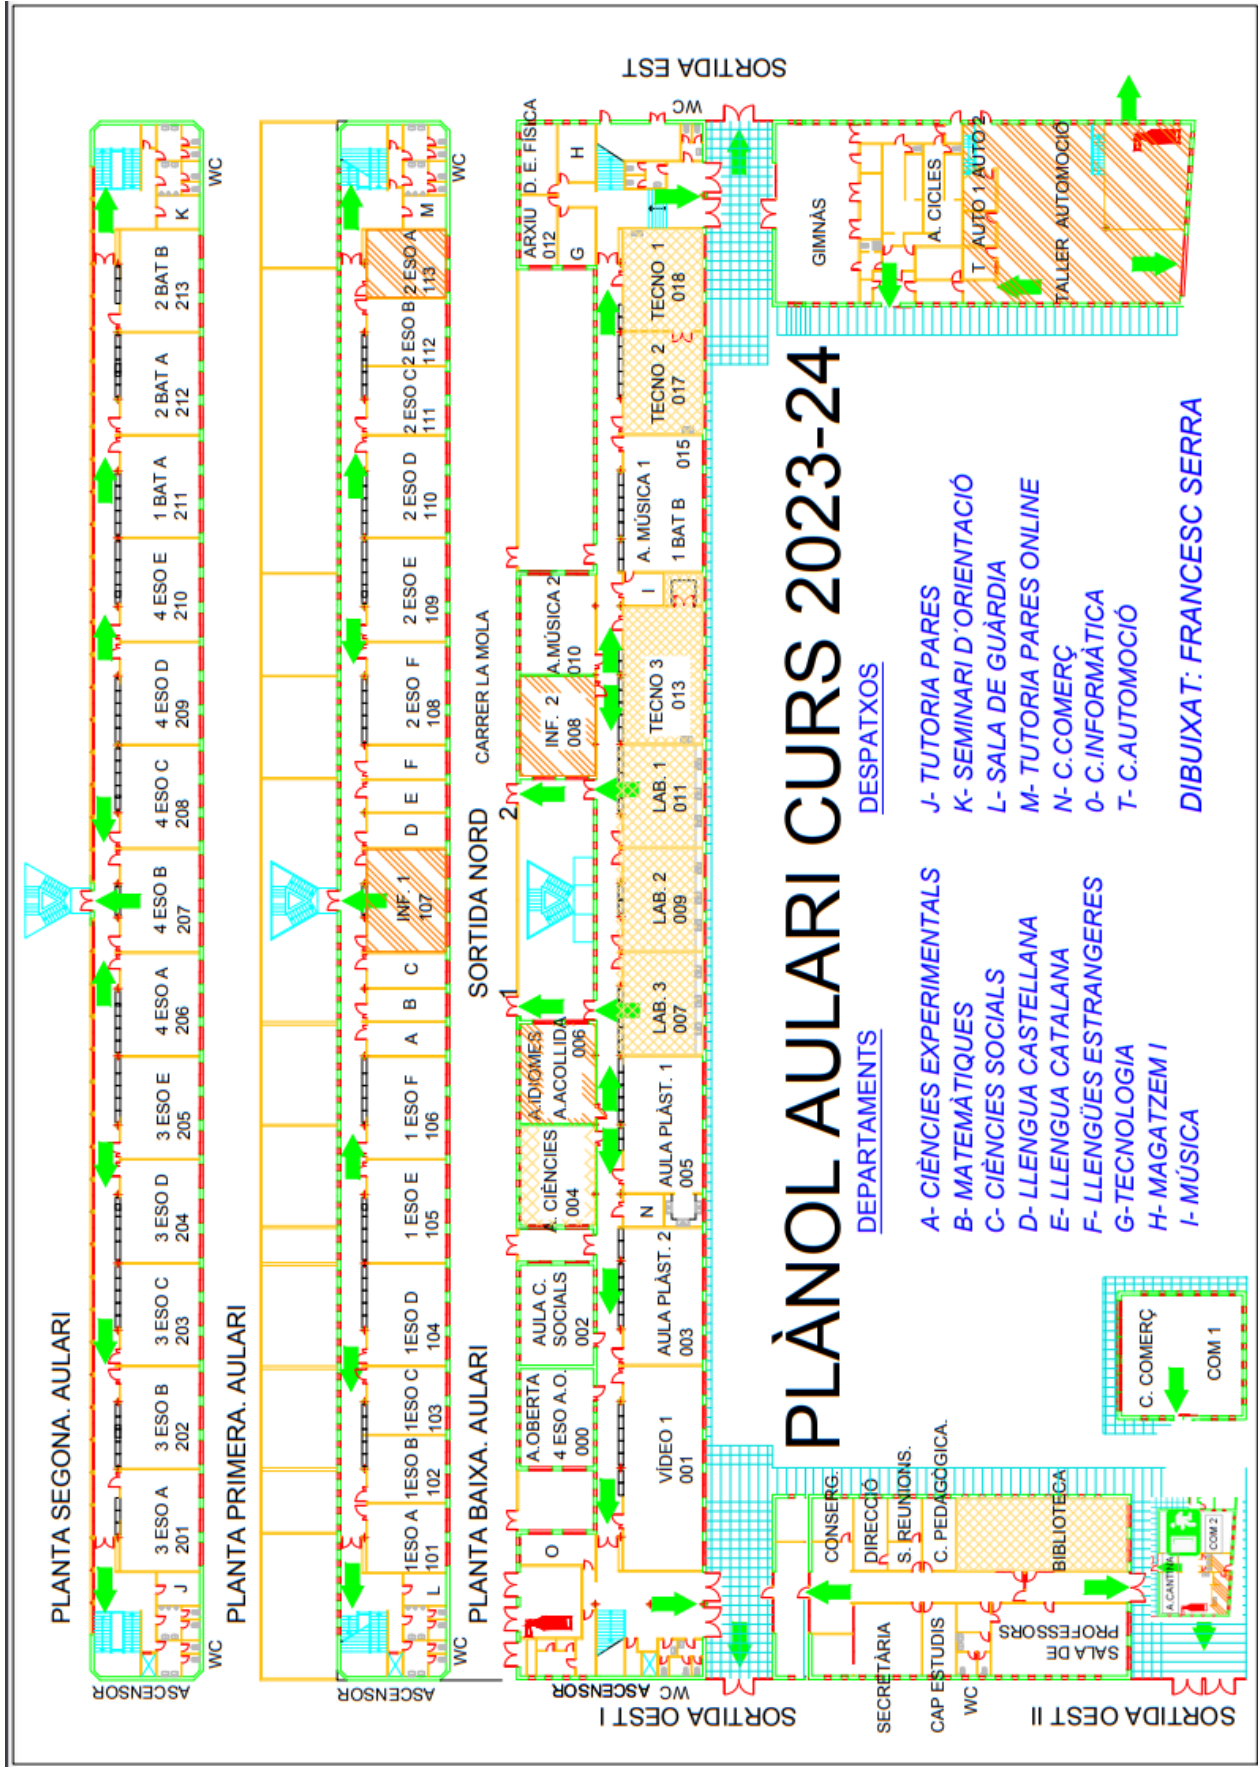 PLANTA SEGONA. AULARI
ASCENSOR
WC
J
3 ESO A
201
3 ESO B
202
3 ESO C
203
3 ESO D
204
3 ESO E
205
4 ESO A
206
4 ESO B
207
4 ESO C
208
4 ESO D
209
4 ESO E
210
1 BAT A
211
2 BAT A
212
2 BAT B
213
K
WC
PLANTA PRIMERA. AULARI
ASCENSOR
WC
L
1ESO A
101
1ESO B
102
1ESO C
103
1ESO D
104
1 ESO E
105
1 ESO F
106
A
B
C
INF. 1
107
D
E
F
2 ESO F
108
2 ESO E
109
2 ESO D
110
2 ESO C
111
2 ESO B
112
2 ESO A
113
M
WC
PLANTA BAIXA. AULARI
SORTIDA NORD
CARRER LA MOLA
1
2
ASCENSOR
WC
O
A.OBERTA
4 ESO A.O.
000
AULA C.
SOCIALS
002
A. CIÈNCIES
004
A.IDIOMES
A.ACOLLIDA
006
INF. 2
008
A.MÚSICA 2
010
ARXIU
012
D. E. FÍSICA
G
H
WC
VÍDEO 1
001
AULA PLÀST. 2
003
N
AULA PLÀST. 1
005
LAB. 3
007
LAB. 2
009
LAB. 1
011
TECNO 3
013
I
A. MÚSICA 1
1 BAT B
015
TECNO 2
017
TECNO 1
018
SORTIDA EST
SORTIDA OEST I
SORTIDA OEST II
CONSERG.
DIRECCIÓ
S. REUNIONS.
C. PEDAGÒGICA.
BIBLIOTECA
SECRETÀRIA
CAP ESTUDIS
WC
SALA DE
PROFESSORS
A.CANTINA
COM 2
C. COMERÇ
COM 1
GIMNÀS
A. CICLES
T
AUTO 1
AUTO 2
TALLER AUTOMOCIÓ
PLÀNOL AULARI CURS 2023-24
DEPARTAMENTS
A- CIÈNCIES EXPERIMENTALS
B- MATEMÀTIQUES
C- CIÈNCIES SOCIALS
D- LLENGUA CASTELLANA
E- LLENGUA CATALANA
F- LLENGÜES ESTRANGERES
G-TECNOLOGIA
H- MAGATZEM I
I- MÚSICA
DESPATXOS
J- TUTORIA PARES
K- SEMINARI D´ORIENTACIÓ
L- SALA DE GUÀRDIA
M- TUTORIA PARES ONLINE
N- C.COMERÇ
0- C.INFORMÀTICA
T- C.AUTOMOCIÓ
DIBUIXAT: FRANCESC SERRA